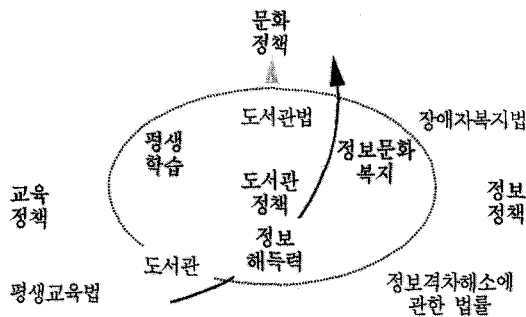 문화
정책
도서관법
장애자복지법
평생
학습
정보문화
복지
교육
정책
도서관
정책
정보
정책
정보
해득력
도서관
평생교육법
정보격차해소에
관한 법률